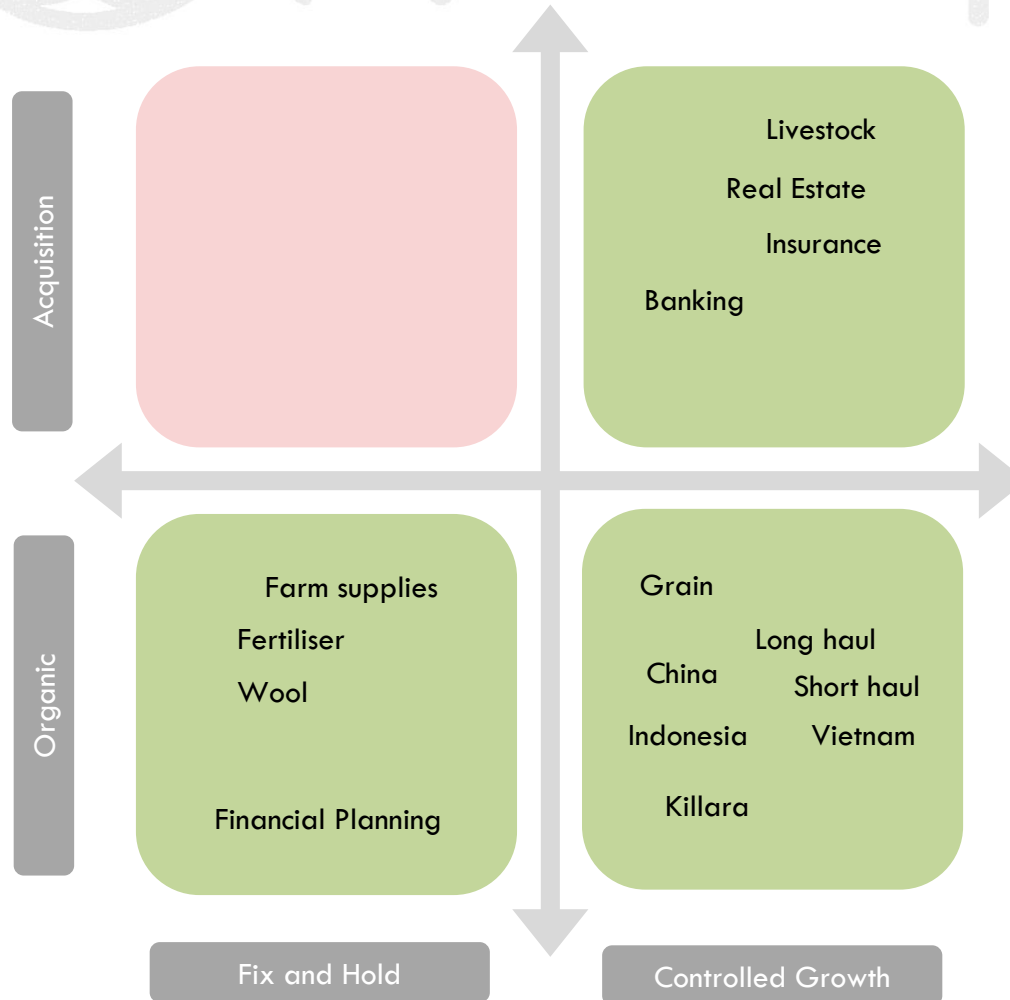 Acquisition
Livestock
Real Estate
Insurance
Banking
Organic
Farm supplies
Fertiliser
Wool
Financial Planning
Grain
Long haul
China
Short haul
Indonesia
Vietnam
Killara
Fix and Hold
Controlled Growth